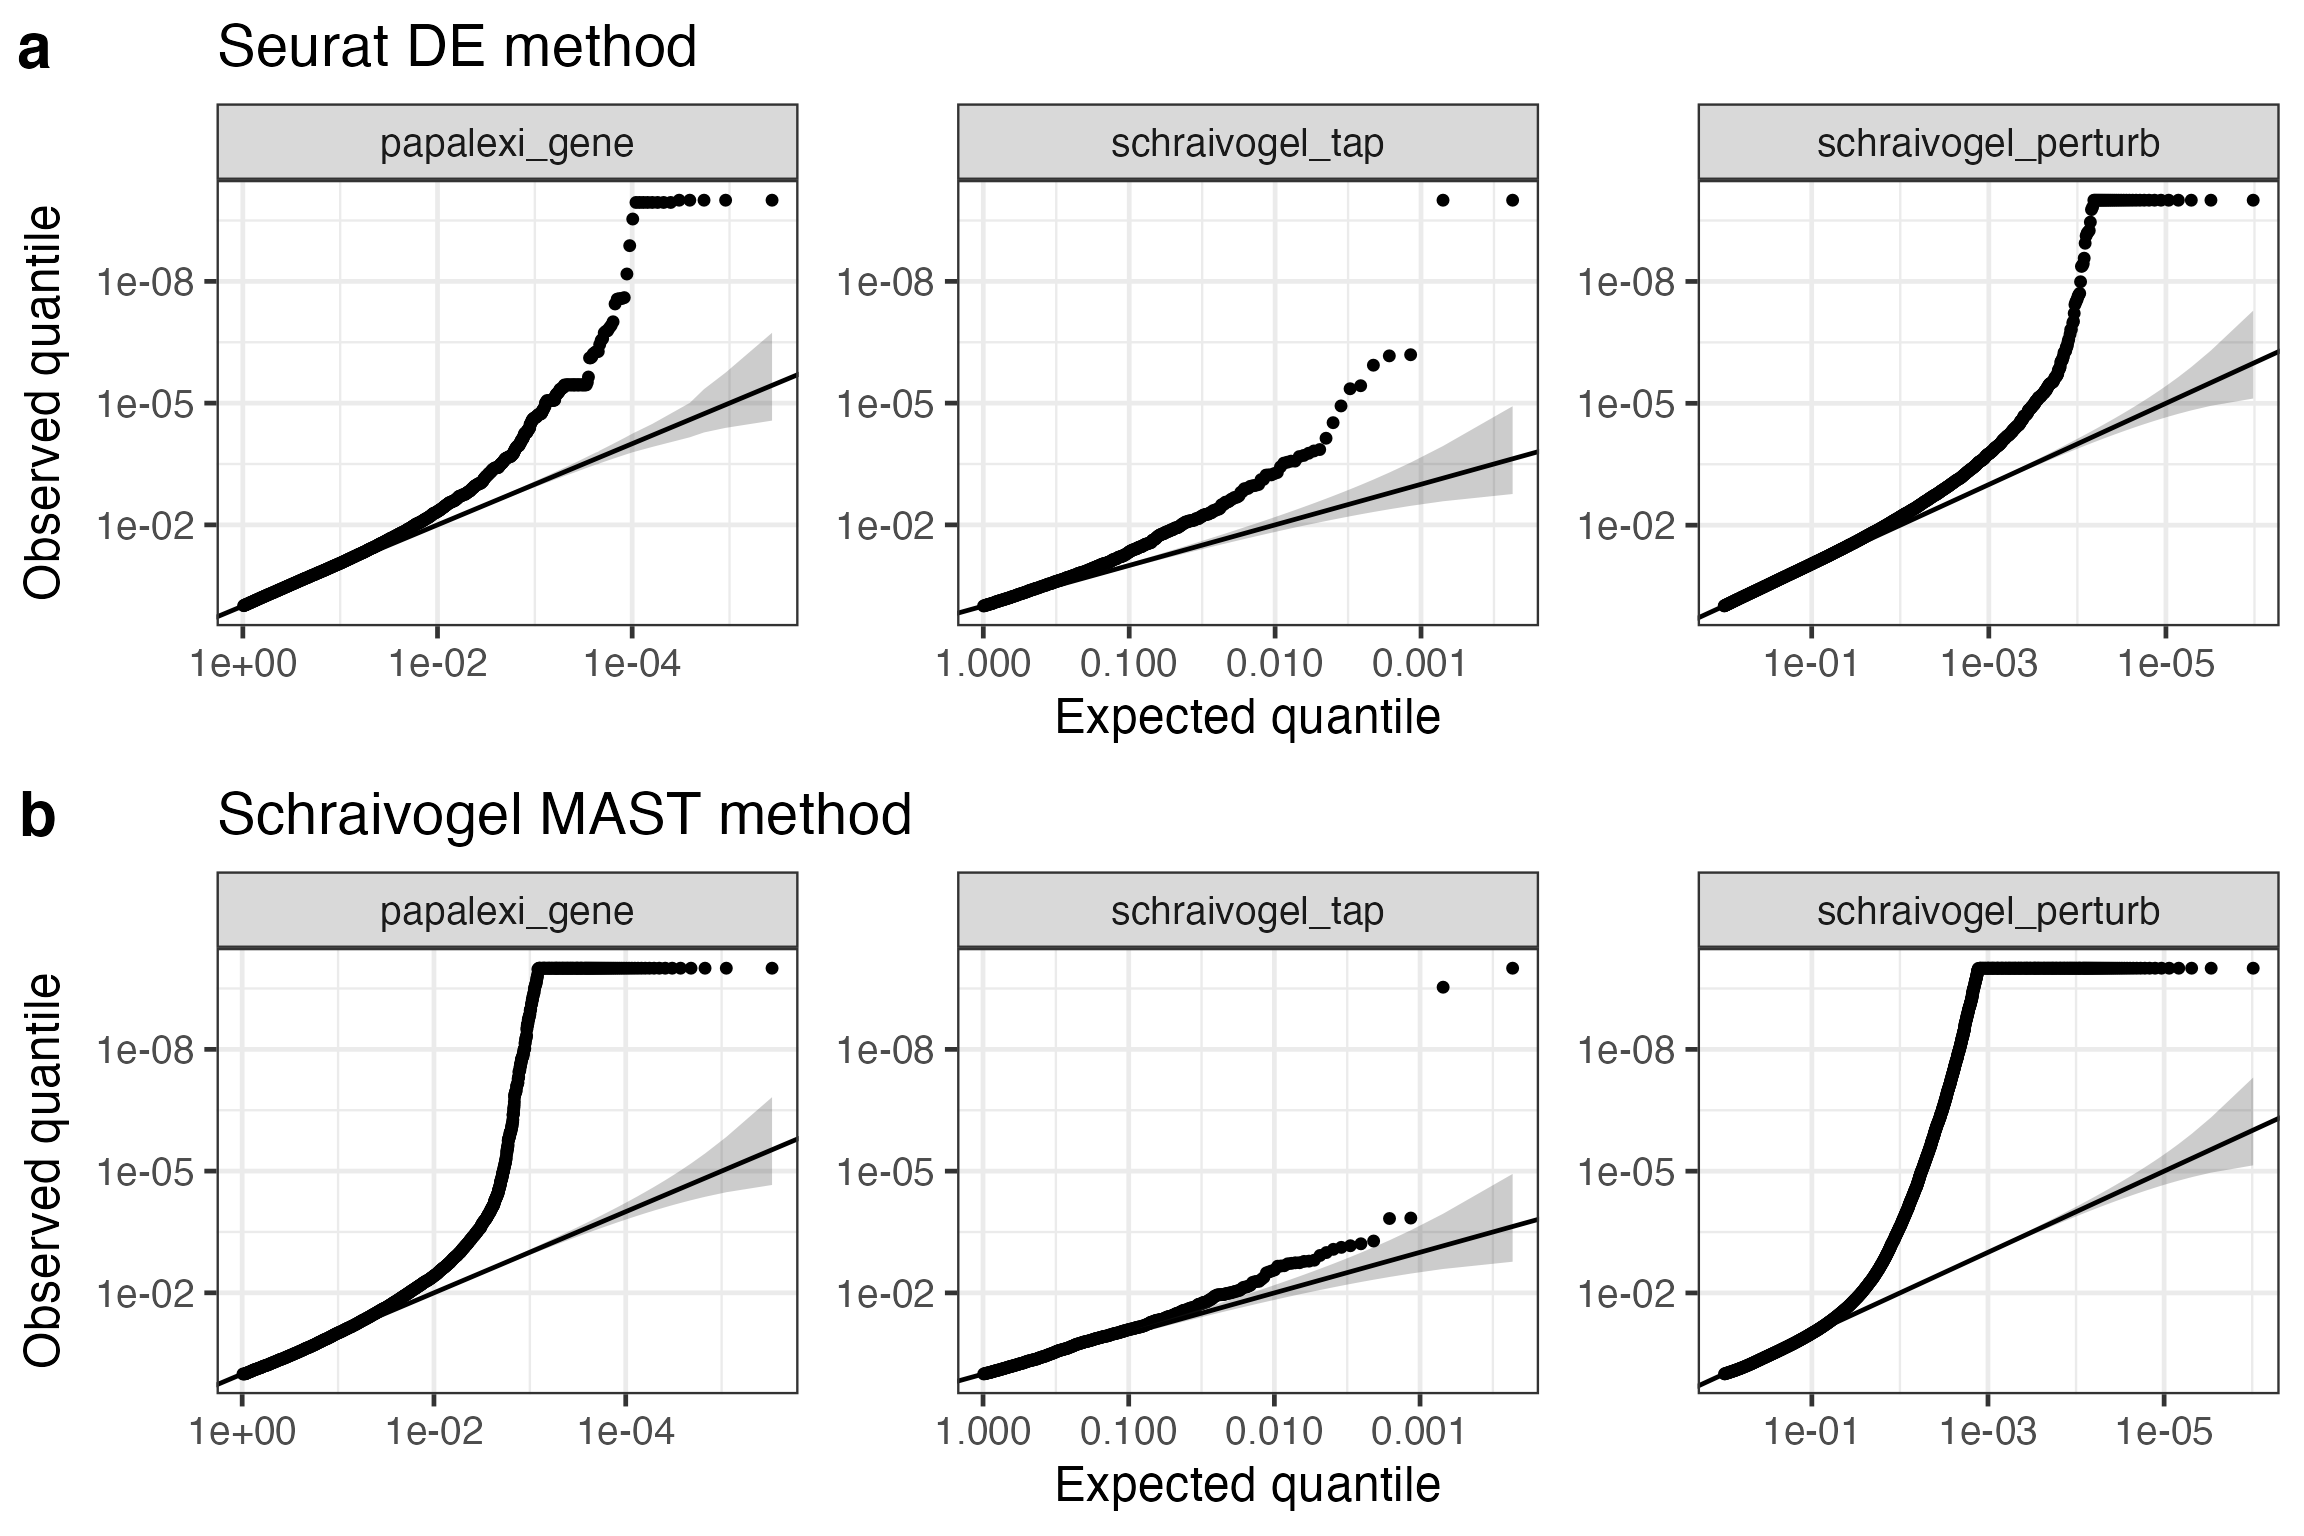 a Seurat DE method
papalexi_gene schraivogel_tap schraivogel_perturb
Observed quantile
1e-08 1e-08 1e-08
1e-05 1e-05 1e-05
1e-02 1e-02 1e-02
1e+00 1e-02 1e-04 1.000 0.100 0.010 0.001 1e-01 1e-03 1e-05
Expected quantile
b Schraivogel MAST method
papalexi_gene schraivogel_tap schraivogel_perturb
Observed quantile
1e-08 1e-08 1e-08
1e-05 1e-05 1e-05
1e-02 1e-02 1e-02
1e+00 1e-02 1e-04 1.000 0.100 0.010 0.001 1e-01 1e-03 1e-05
Expected quantile